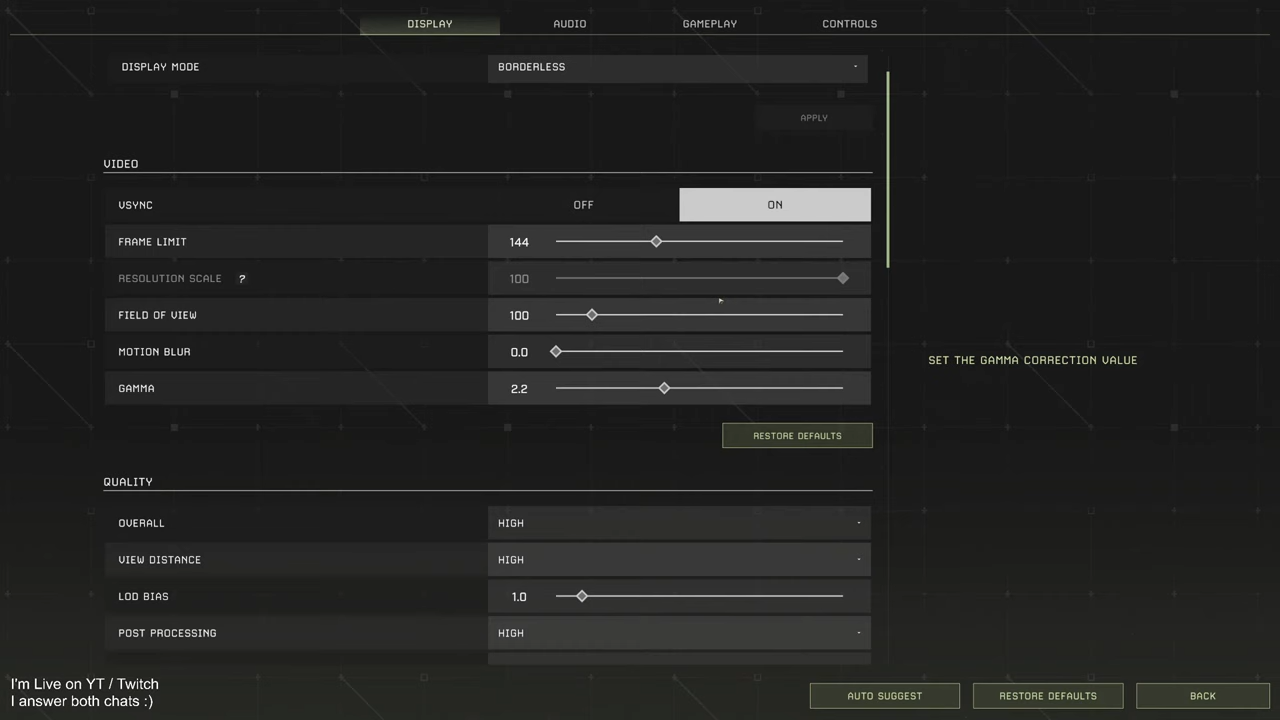 DISPLAY AUDIO GAMEPLAY CONTROLS
DISPLAY MODE BORDERLESS
APPLY
VIDEO
VSYNC OFF ON
FRAME LIMIT 144
RESOLUTION SCALE ? 100
FIELD OF VIEW 100
MOTION BLUR 0.0
SET THE GAMMA CORRECTION VALUE
GAMMA 2.2
RESTORE DEFAULTS
QUALITY
OVERALL HIGH
VIEW DISTANCE HIGH
LOD BIAS 1.0
POST PROCESSING HIGH
I'm Live on YT / Twitch
I answer both chats :)
AUTO SUGGEST RESTORE DEFAULTS BACK